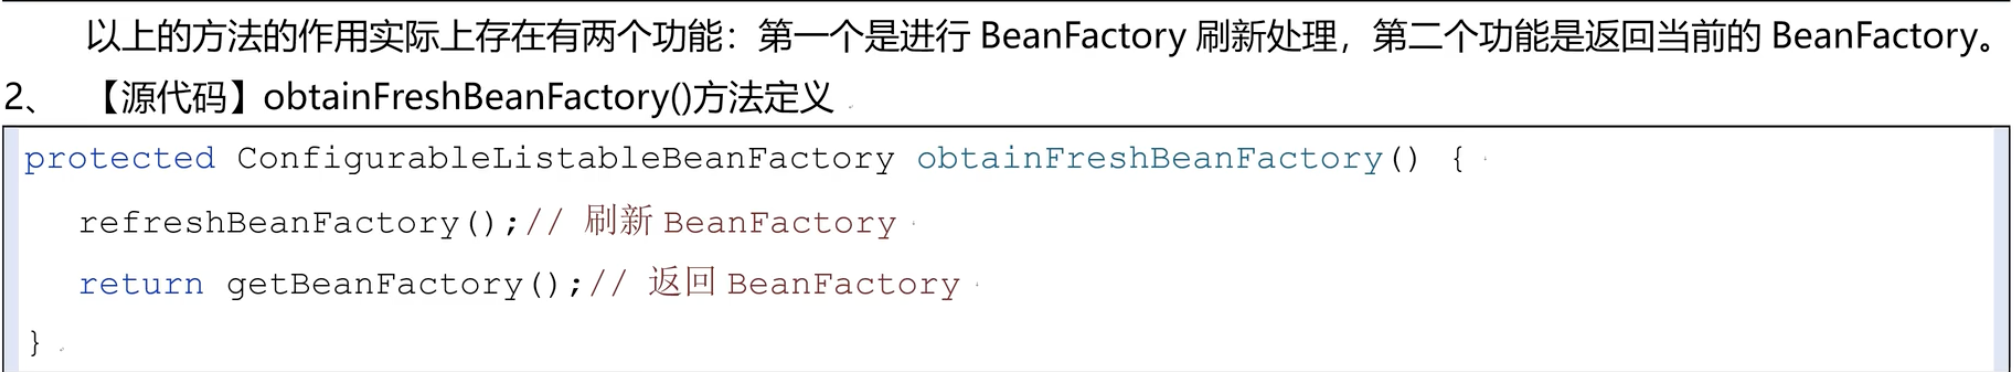 以上的方法的作用实际上存在有两个功能：第一个是进行 BeanFactory 刷新处理，第二个功能是返回当前的 BeanFactory。
2、 【源代码】obtainFreshBeanFactory()方法定义
protected ConfigurableListableBeanFactory obtainFreshBeanFactory() {
refreshBeanFactory();// 刷新 BeanFactory
return getBeanFactory();// 返回 BeanFactory
}